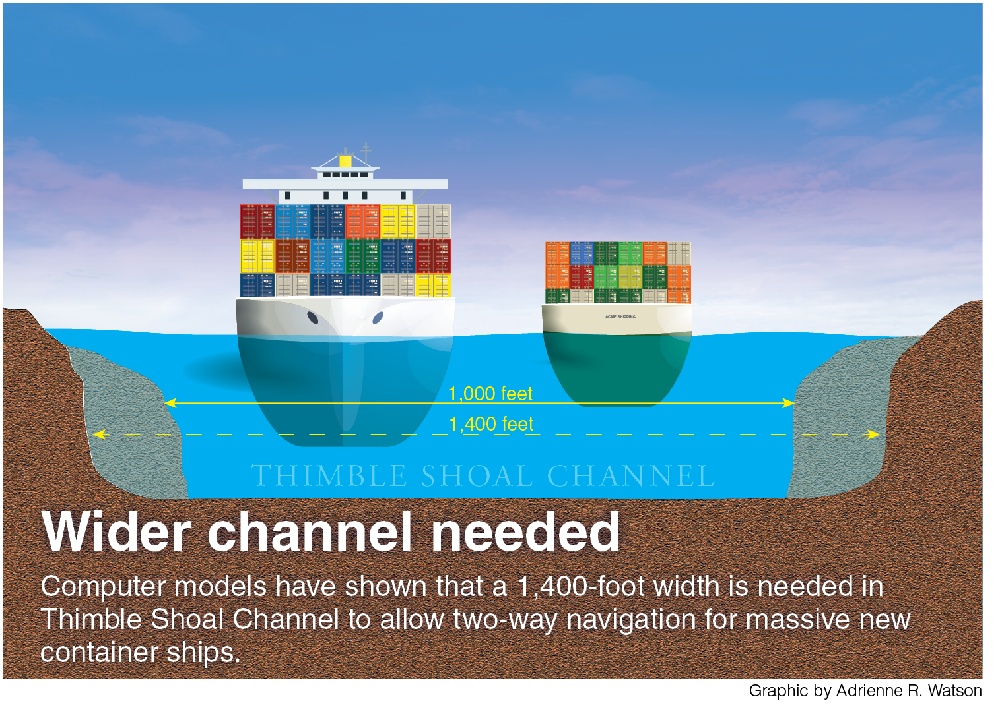 ACME SHIPPING
1,000 feet
1,400 feet
THIMBLE SHOAL CHANNEL
Wider channel needed
Computer models have shown that a 1,400-foot width is needed in
Thimble Shoal Channel to allow two-way navigation for massive new
container ships.
Graphic by Adrienne R. Watson